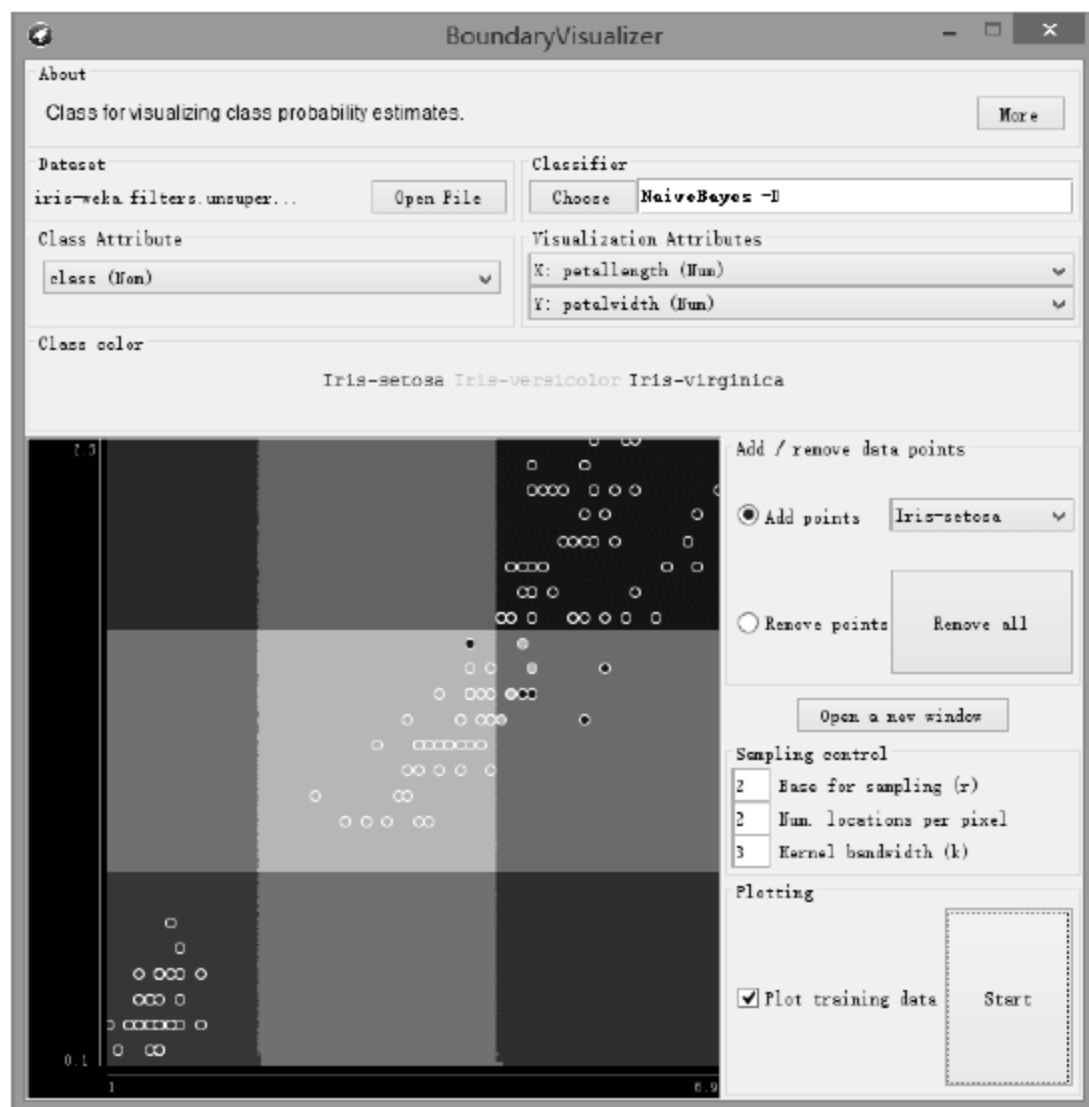 BoundaryVisualizer
About
Class for visualizing class probability estimates.
More
Dataset
iris-weka.filters.unsuper...
Open File
Classifier
Choose
NaiveBayes -D
Class Attribute
class (Nom)
Visualization Attributes
X: petallength (Num)
Y: petalwidth (Num)
Class color
Iris-setosa Iris-versicolor Iris-virginica
2.5
0.1
1
6.9
Add / remove data points
Add points
Iris-setosa
Remove points
Remove all
Open a new window
Sampling control
2 Base for sampling (r)
2 Num. locations per pixel
3 Kernel bandwidth (k)
Plotting
Plot training data
Start